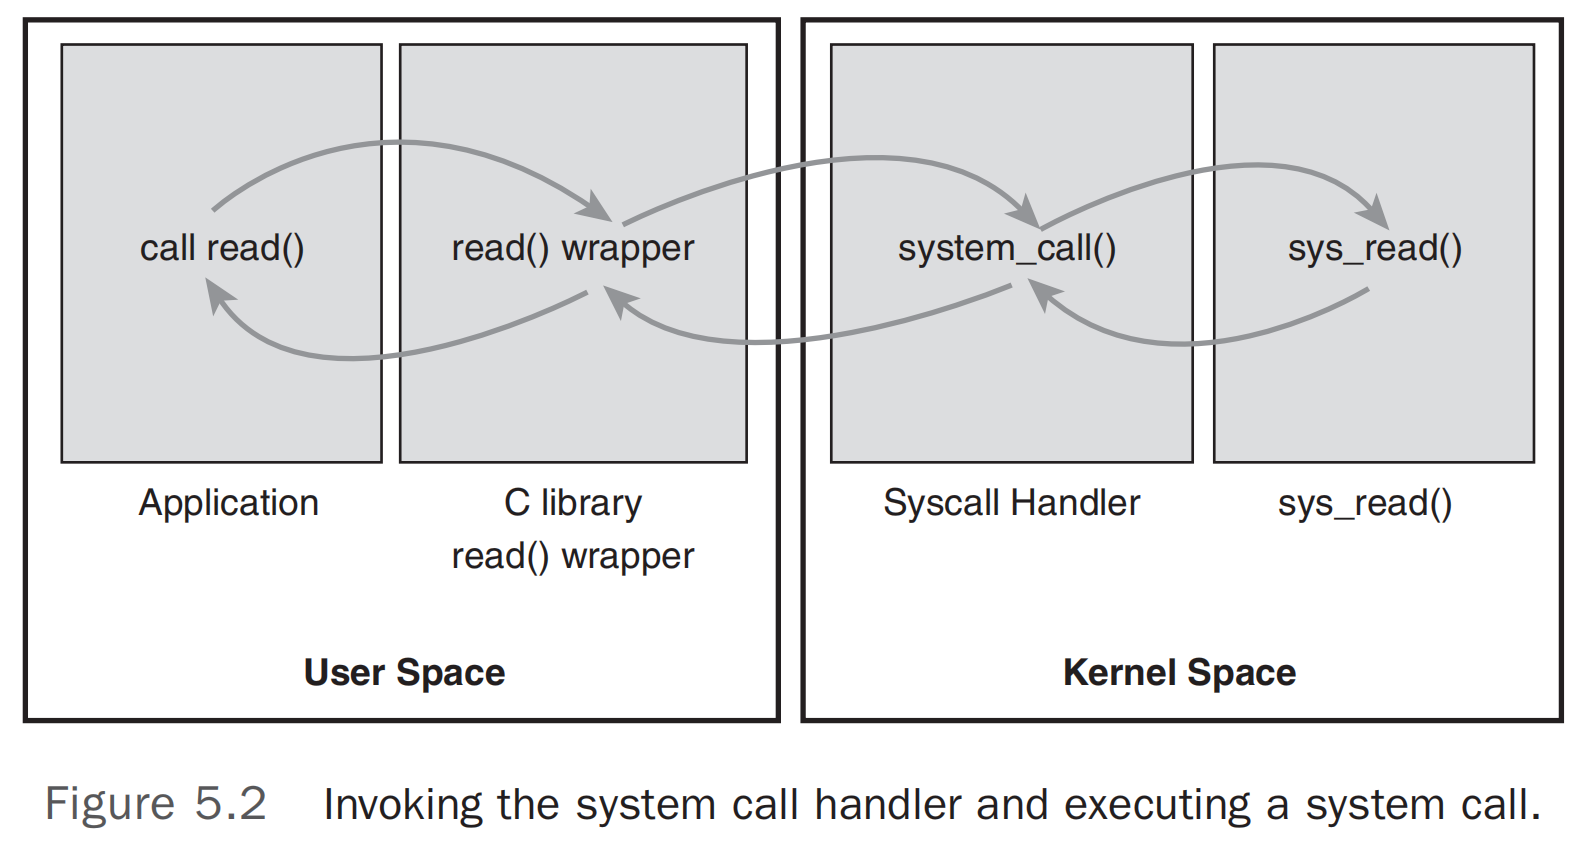 call read()
read() wrapper
system_call()
sys_read()
Application
C library
read() wrapper
Syscall Handler
sys_read()
User Space
Kernel Space
Figure 5.2 Invoking the system call handler and executing a system call.